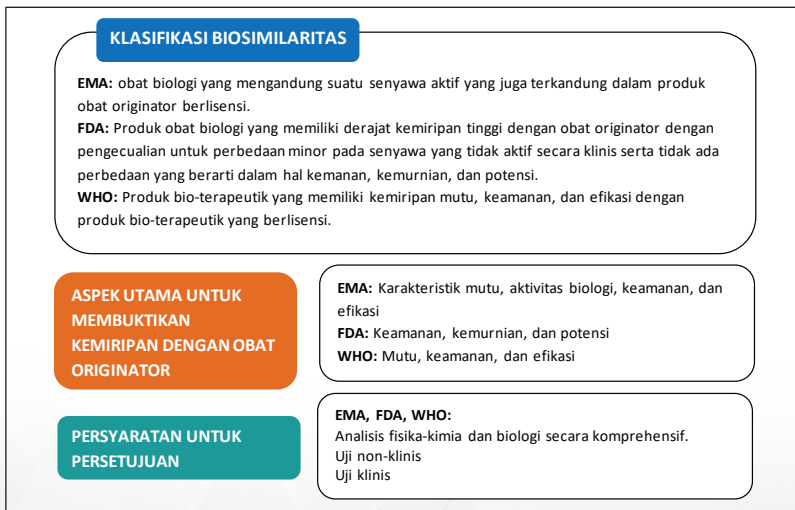 KLASIFIKASI BIOSIMILARITAS
EMA: obat biologi yang mengandung suatu senyawa aktif yang juga terkandung dalam produk
obat originator berlisensi.
FDA: Produk obat biologi yang memiliki derajat kemiripan tinggi dengan obat originator dengan
pengecualian untuk perbedaan minor pada senyawa yang tidak aktif secara klinis serta tidak ada
perbedaan yang berarti dalam hal kemanan, kemurnian, dan potensi.
WHO: Produk bio-terapeutik yang memiliki kemiripan mutu, keamanan, dan efikasi dengan
produk bio-terapeutik yang berlisensi.
ASPEK UTAMA UNTUK
MEMBUKTIKAN
KEMIRIPAN DENGAN OBAT
ORIGINATOR
EMA: Karakteristik mutu, aktivitas biologi, keamanan, dan
efikasi
FDA: Keamanan, kemurnian, dan potensi
WHO: Mutu, keamanan, dan efikasi
PERSYARATAN UNTUK
PERSETUJUAN
EMA, FDA, WHO:
Analisis fisika-kimia dan biologi secara komprehensif.
Uji non-klinis
Uji klinis